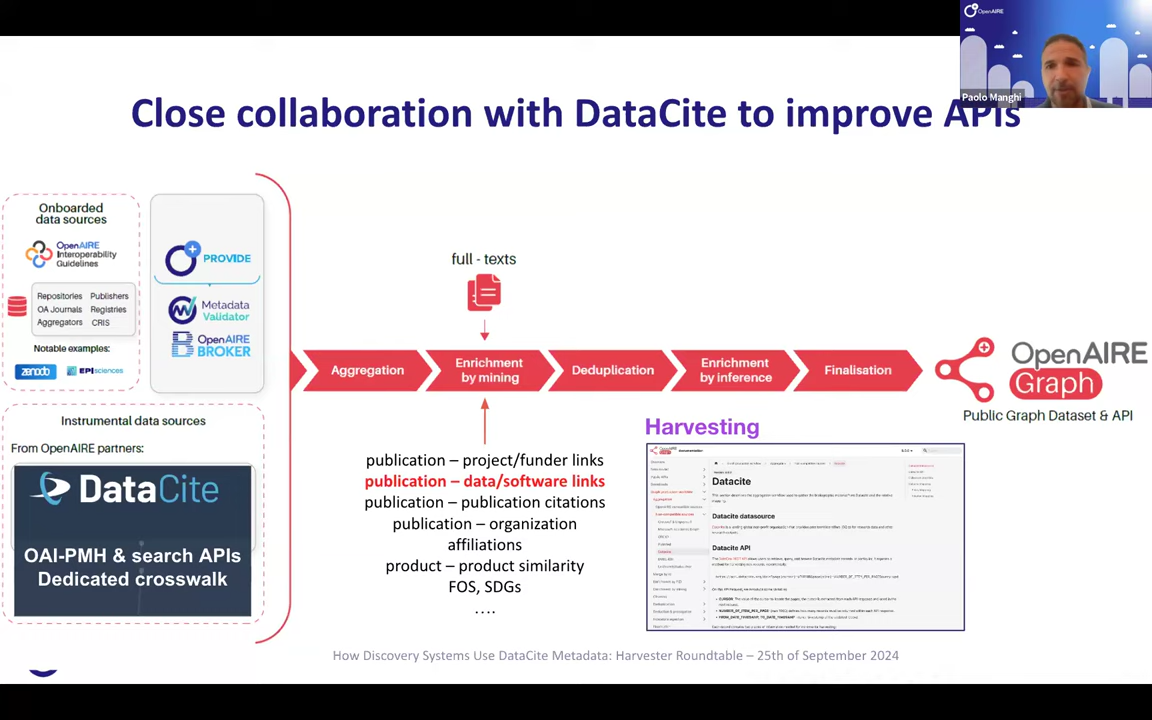 OpenAIRE
Paolo Manghi
Close collaboration with DataCite to improve APIs
Onboarded
data sources
OpenAIRE
Interoperability
Guidelines
Repositories Publishers
OA Journals Registries
Aggregators CRIS
Notable examples:
zenodo EPIsciences
PROVIDE
Metadata
Validator
OpenAIRE
BROKER
Instrumental data sources
From OpenAIRE partners:
DataCite
OAI-PMH & search APIs
Dedicated crosswalk
full - texts
Aggregation
Enrichment
by mining
Deduplication
Enrichment
by inference
Finalisation
publication – project/funder links
publication – data/software links
publication – publication citations
publication – organization
affiliations
product – product similarity
FOS, SDGs
....
Harvesting
Datacite
Datacite datasource
Datacite API
OpenAIRE
Graph
Public Graph Dataset & API
How Discovery Systems Use DataCite Metadata: Harvester Roundtable – 25th of September 2024